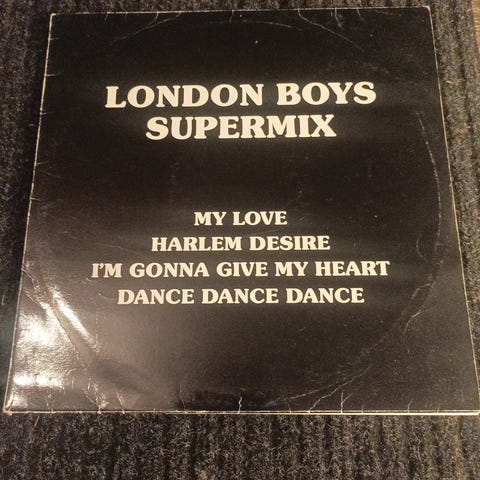 LONDON BOYS
SUPERMIX
MY LOVE
HARLEM DESIRE
I'M GONNA GIVE MY HEART
DANCE DANCE DANCE